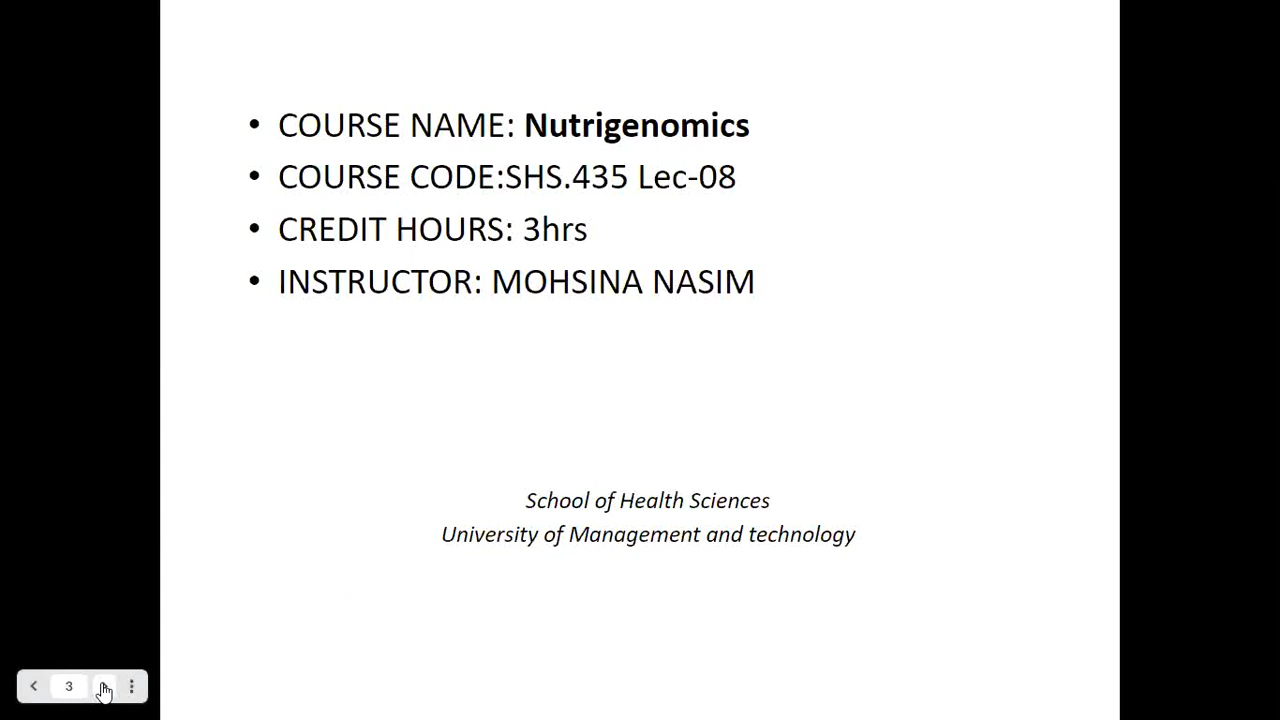 • COURSE NAME: Nutrigenomics
• COURSE CODE:SHS.435 Lec-08
• CREDIT HOURS: 3hrs
• INSTRUCTOR: MOHSINA NASIM
School of Health Sciences
University of Management and technology
3